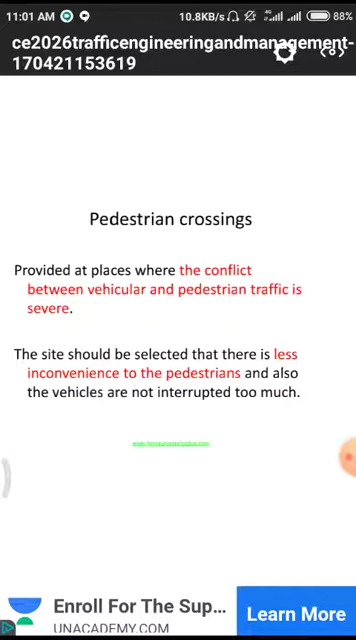 11:01 AM 10.8KB/s 4G 88%
ce2026trafficengineeringandmanagement-
170421153619
Pedestrian crossings
Provided at places where the conflict
between vehicular and pedestrian traffic is
severe.
The site should be selected that there is less
inconvenience to the pedestrians and also
the vehicles are not interrupted too much.
Enroll For The Sup...
UNACADEMY.COM
Learn More